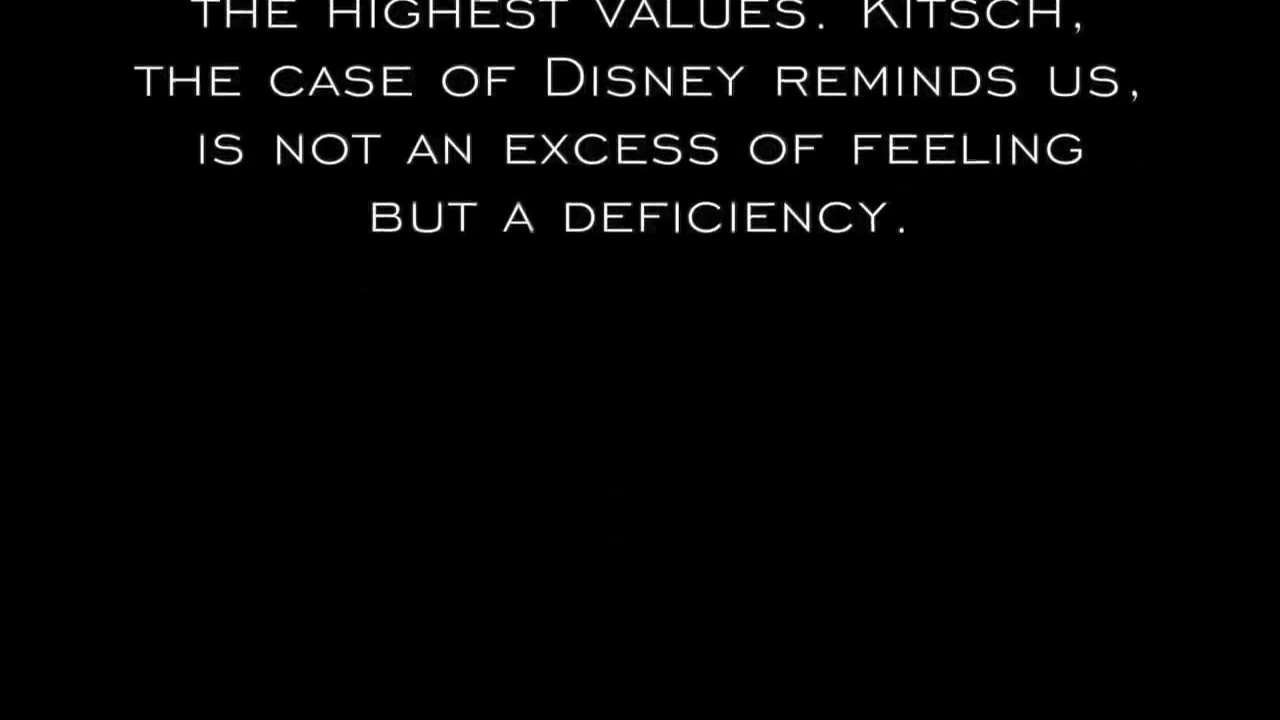 THE HIGHEST VALUES. KITSCH,
THE CASE OF DISNEY REMINDS US,
IS NOT AN EXCESS OF FEELING
BUT A DEFICIENCY.